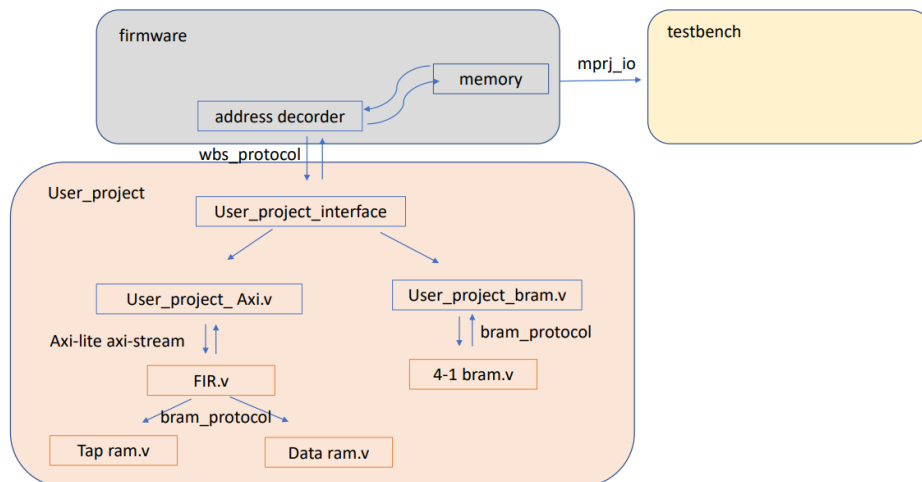 firmware
testbench
mprj_io
memory
address decorder
wbs_protocol
User_project
User_project_interface
User_project_ Axi.v
User_project_bram.v
Axi-lite axi-stream
bram_protocol
FIR.v
4-1 bram.v
bram_protocol
Tap ram.v
Data ram.v